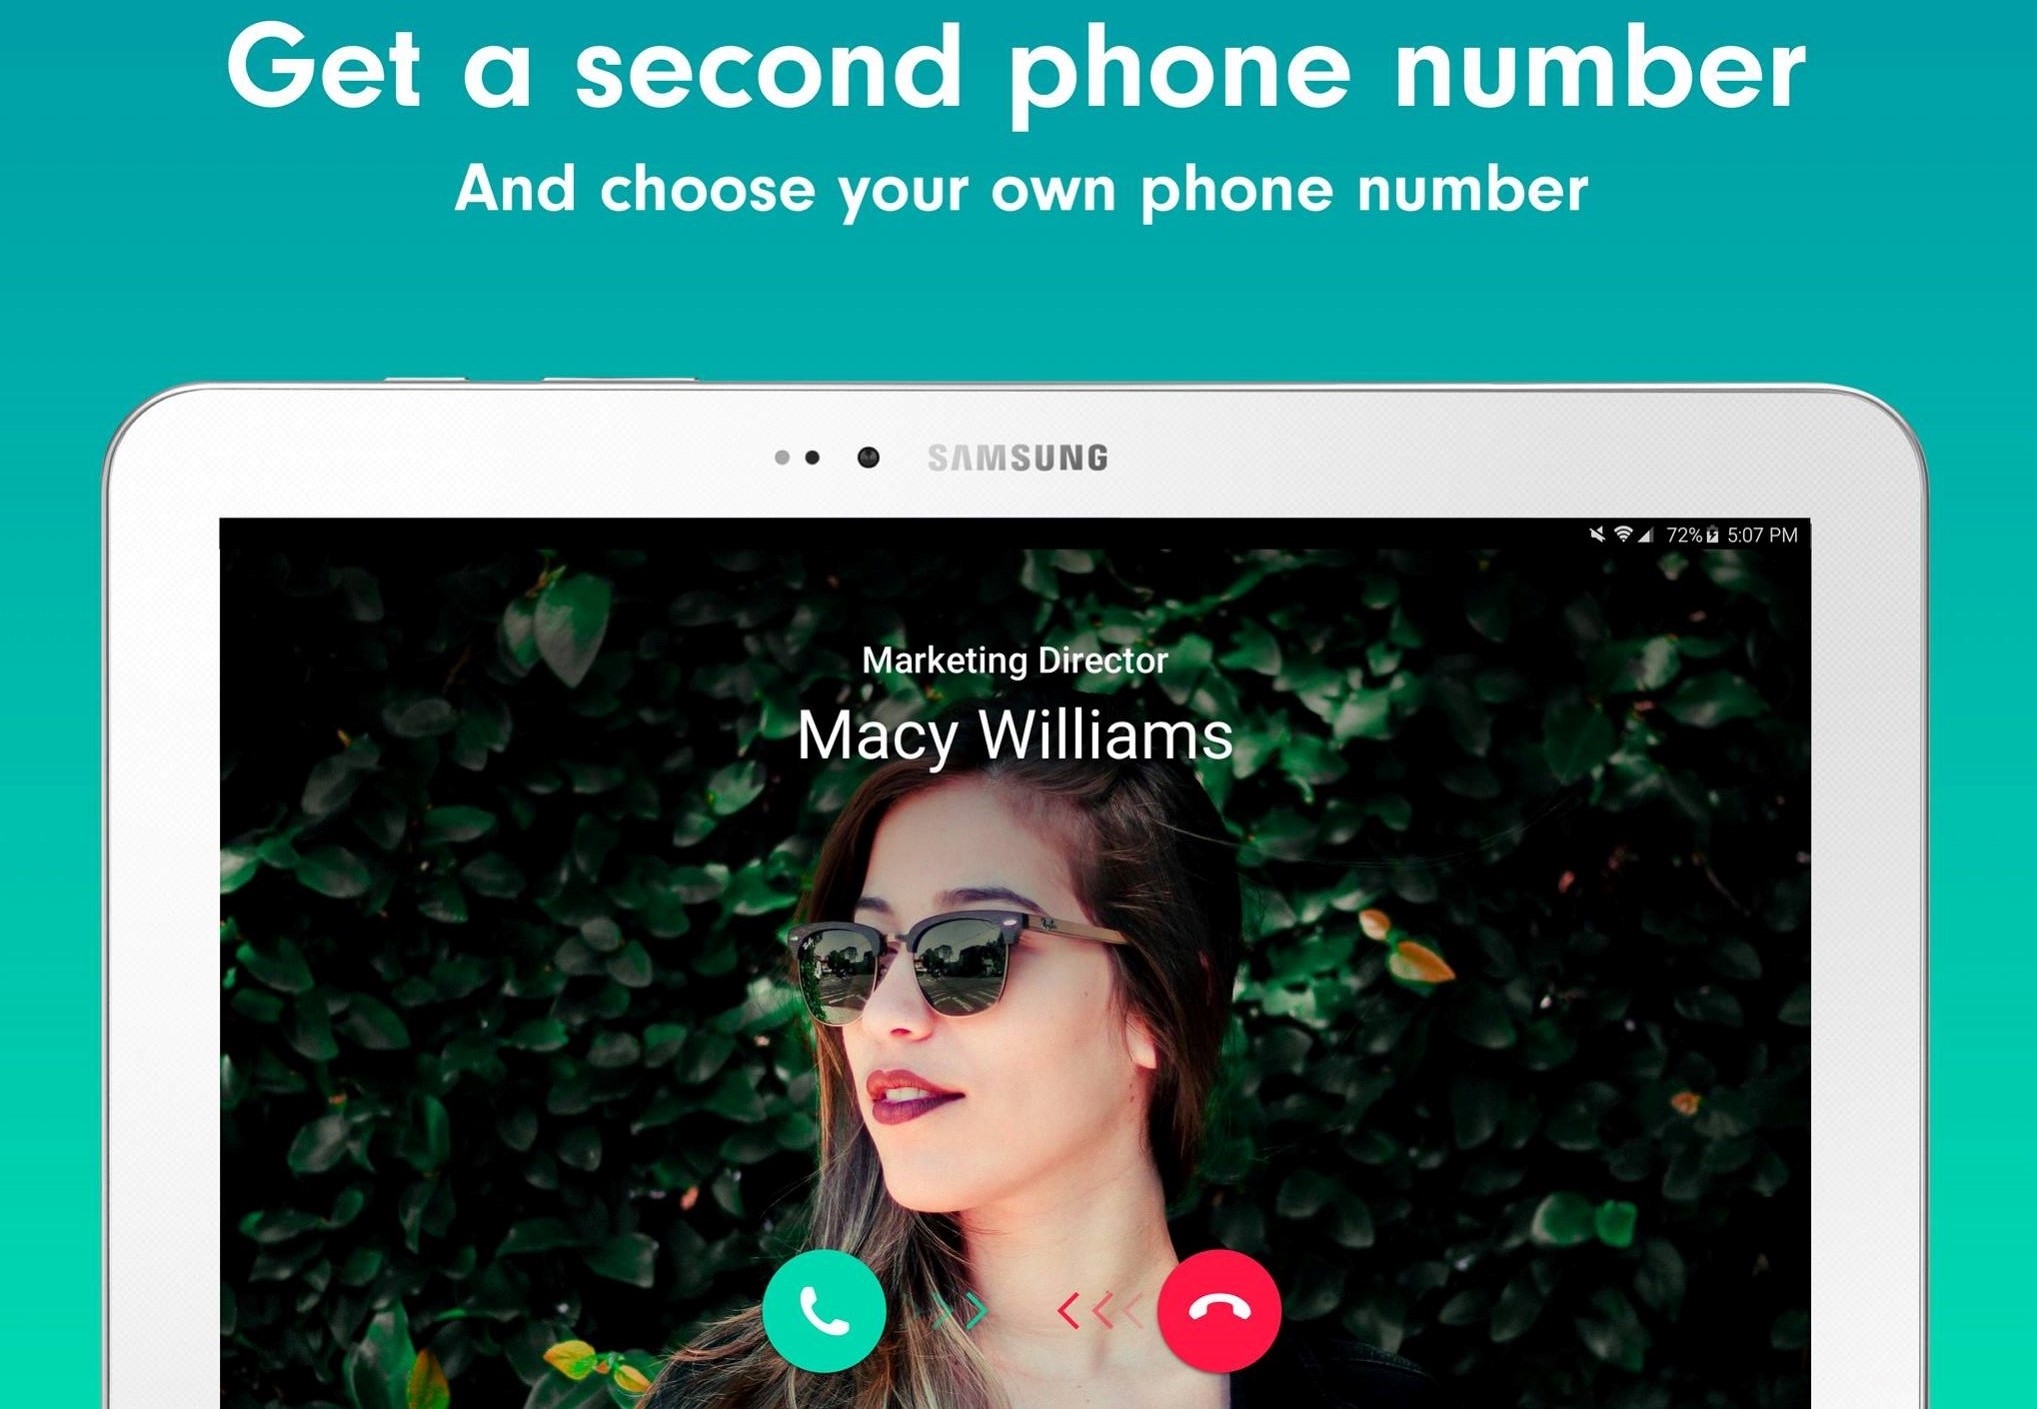 Get a second phone number
And choose your own phone number
SAMSUNG
72% 5:07 PM
Marketing Director
Macy Williams